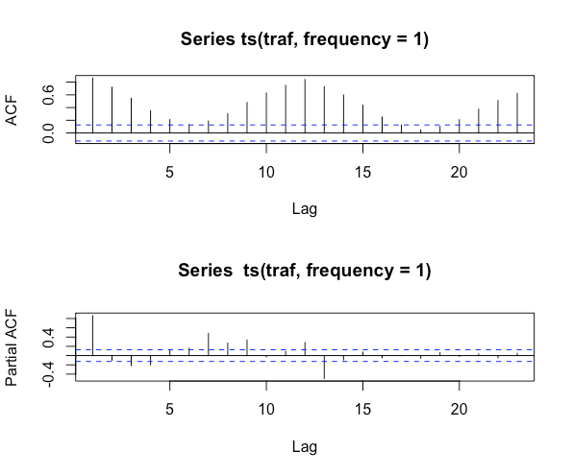 Series ts(traf, frequency = 1)
ACF
0.6
0.0
5
10
15
20
Lag
Series ts(traf, frequency = 1)
Partial ACF
0.4
-0.4
5
10
15
20
Lag